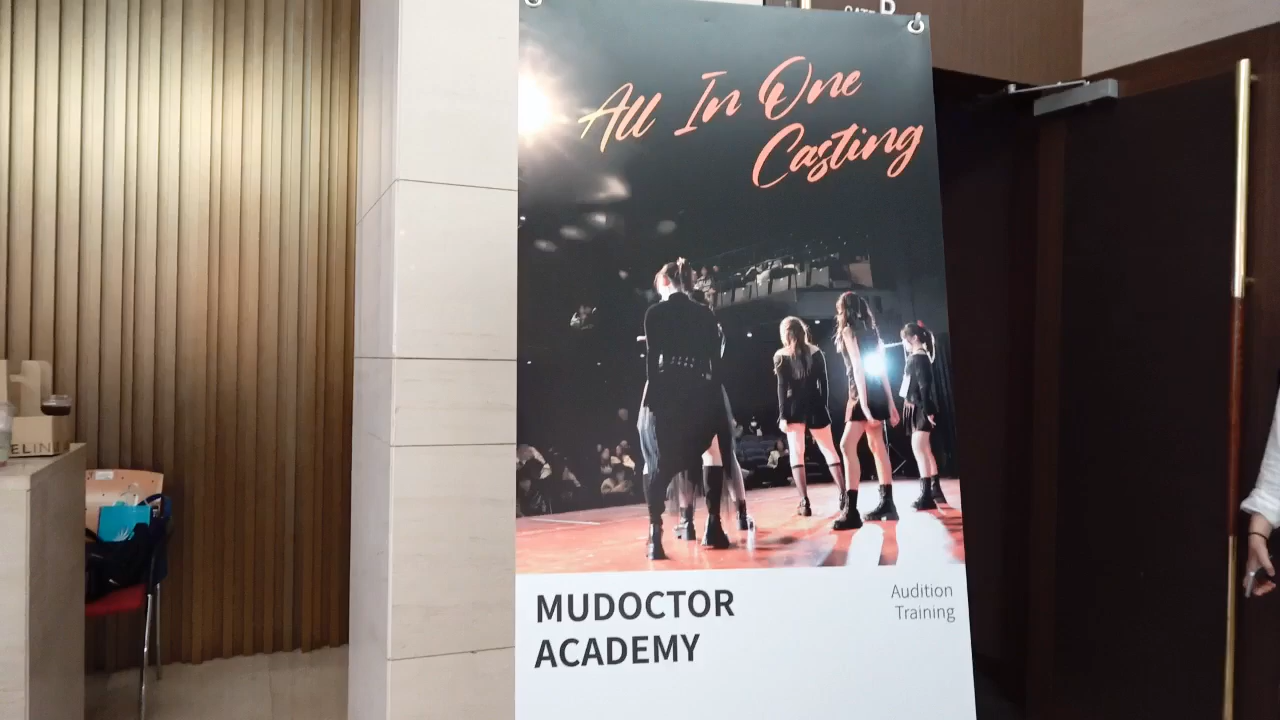 All In One
Casting
MUDOCTOR
ACADEMY
Audition
Training